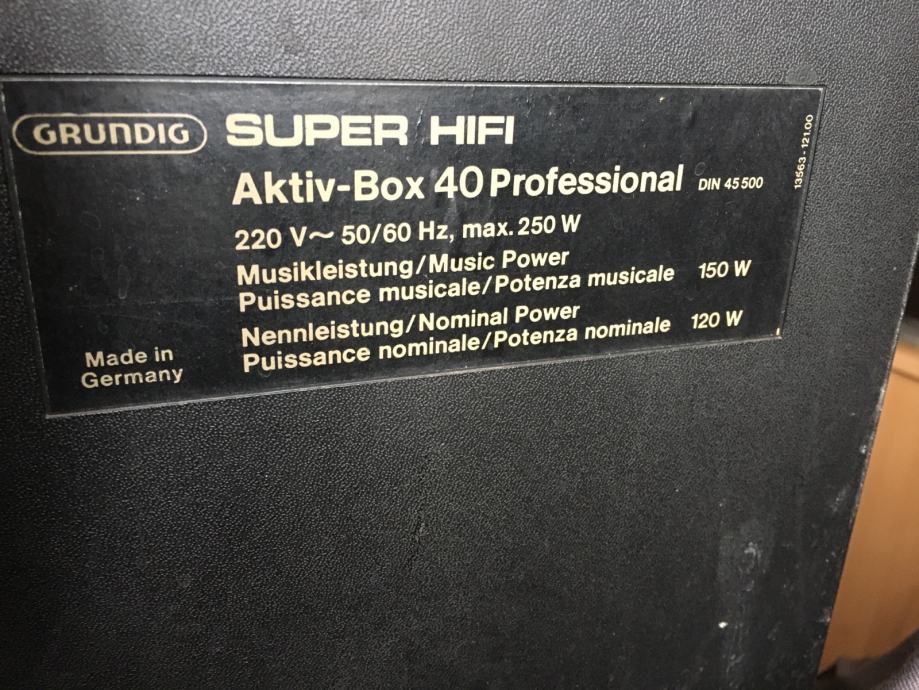 GRUNDIG SUPER HIFI
Aktiv-Box 40 Professional DIN 45 500
13563-121.00
220 V~ 50/60 Hz, max. 250 W
Musikleistung/Music Power
Puissance musicale/Potenza musicale 150 W
Nennleistung/Nominal Power
Puissance nominale/Potenza nominale 120 W
Made in
Germany